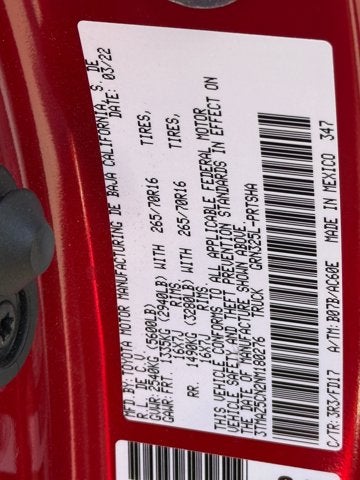 MFD. BY: TOYOTA MOTOR MANUFACTURING DE BAJA CALIFORNIA, S. DE
R.L. DE C.V. DATE: 03/22
GVWR: 2540KG (5600LB)
GAWR: FRT. 1335KG (2940LB) WITH 265/70R16 TIRES,
16X7J RIMS,
RR. 1490KG (3280LB) WITH 265/70R16 TIRES,
16X7J RIMS,
THIS VEHICLE CONFORMS TO ALL APPLICABLE FEDERAL MOTOR
VEHICLE SAFETY AND THEFT PREVENTION STANDARDS IN EFFECT ON
THE DATE OF MANUFACTURE SHOWN ABOVE.
3TMAZ5CN2NM180276 TRUCK GRN325L-PRTSHA
C/TR: 3R3/FD17 A/TM: B07B/AC60E MADE IN MEXICO 347